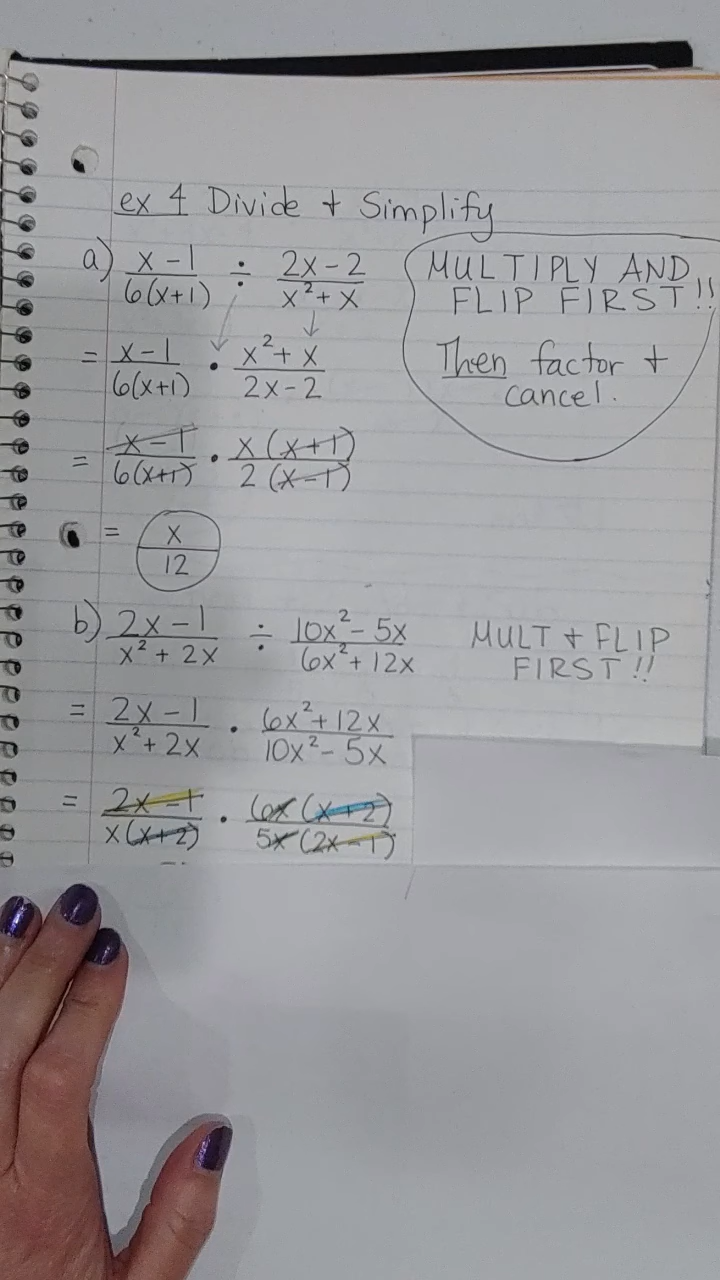 ex 4 Divide + Simplify
a) x - 1 / 6(x+1) ÷ 2x - 2 / x² + x
MULTIPLY AND
FLIP FIRST!!
Then factor +
cancel.
= x-1 / 6(x+1) • x² + x / 2x - 2
= x - 1 / 6(x+1) • x (x+1) / 2 (x-1)
= x / 12
b) 2x - 1 / x² + 2x ÷ 10x² - 5x / 6x² + 12x
MULT + FLIP
FIRST!!
= 2x - 1 / x² + 2x • 6x² + 12x / 10x² - 5x
= 2x - 1 / x(x+2) • 6x (x+2) / 5x (2x-1)